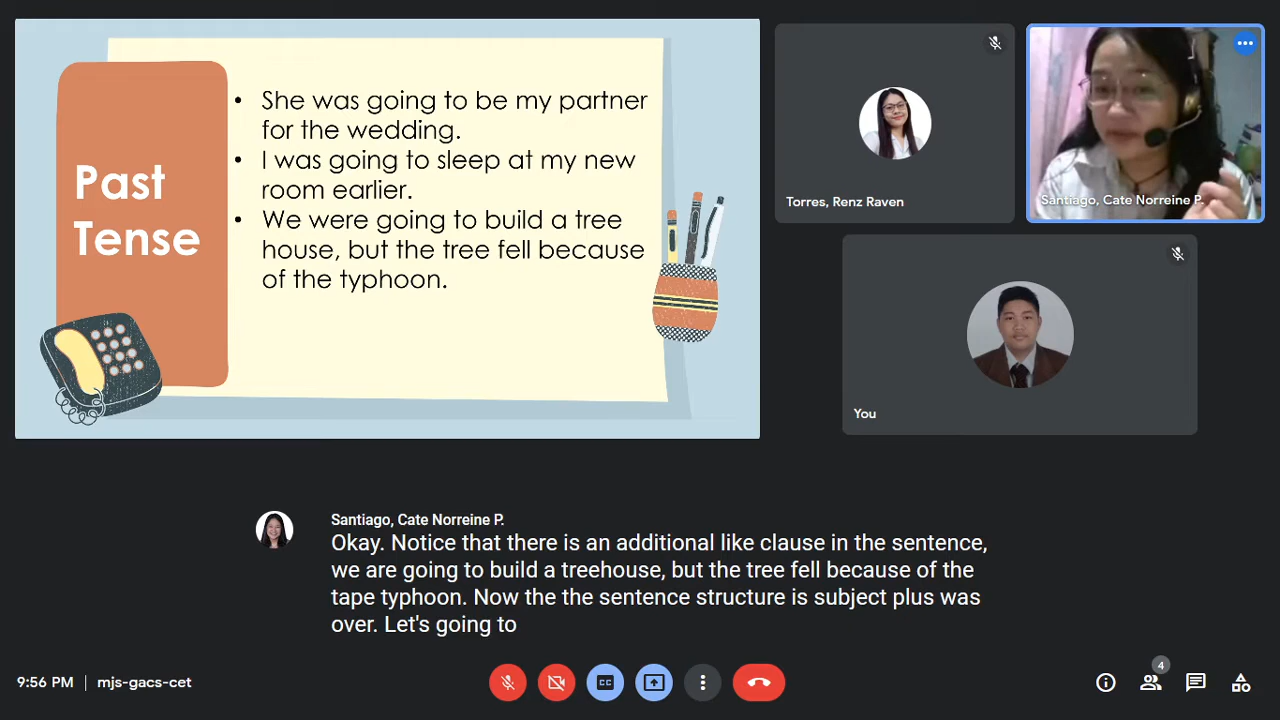 Past
Tense
• She was going to be my partner
for the wedding.
• I was going to sleep at my new
room earlier.
• We were going to build a tree
house, but the tree fell because
of the typhoon.
Torres, Renz Raven
Santiago, Cate Norreine P.
You
Santiago, Cate Norreine P.
Okay. Notice that there is an additional like clause in the sentence,
we are going to build a treehouse, but the tree fell because of the
tape typhoon. Now the the sentence structure is subject plus was
over. Let's going to
9:56 PM | mjs-gacs-cet
CC
4